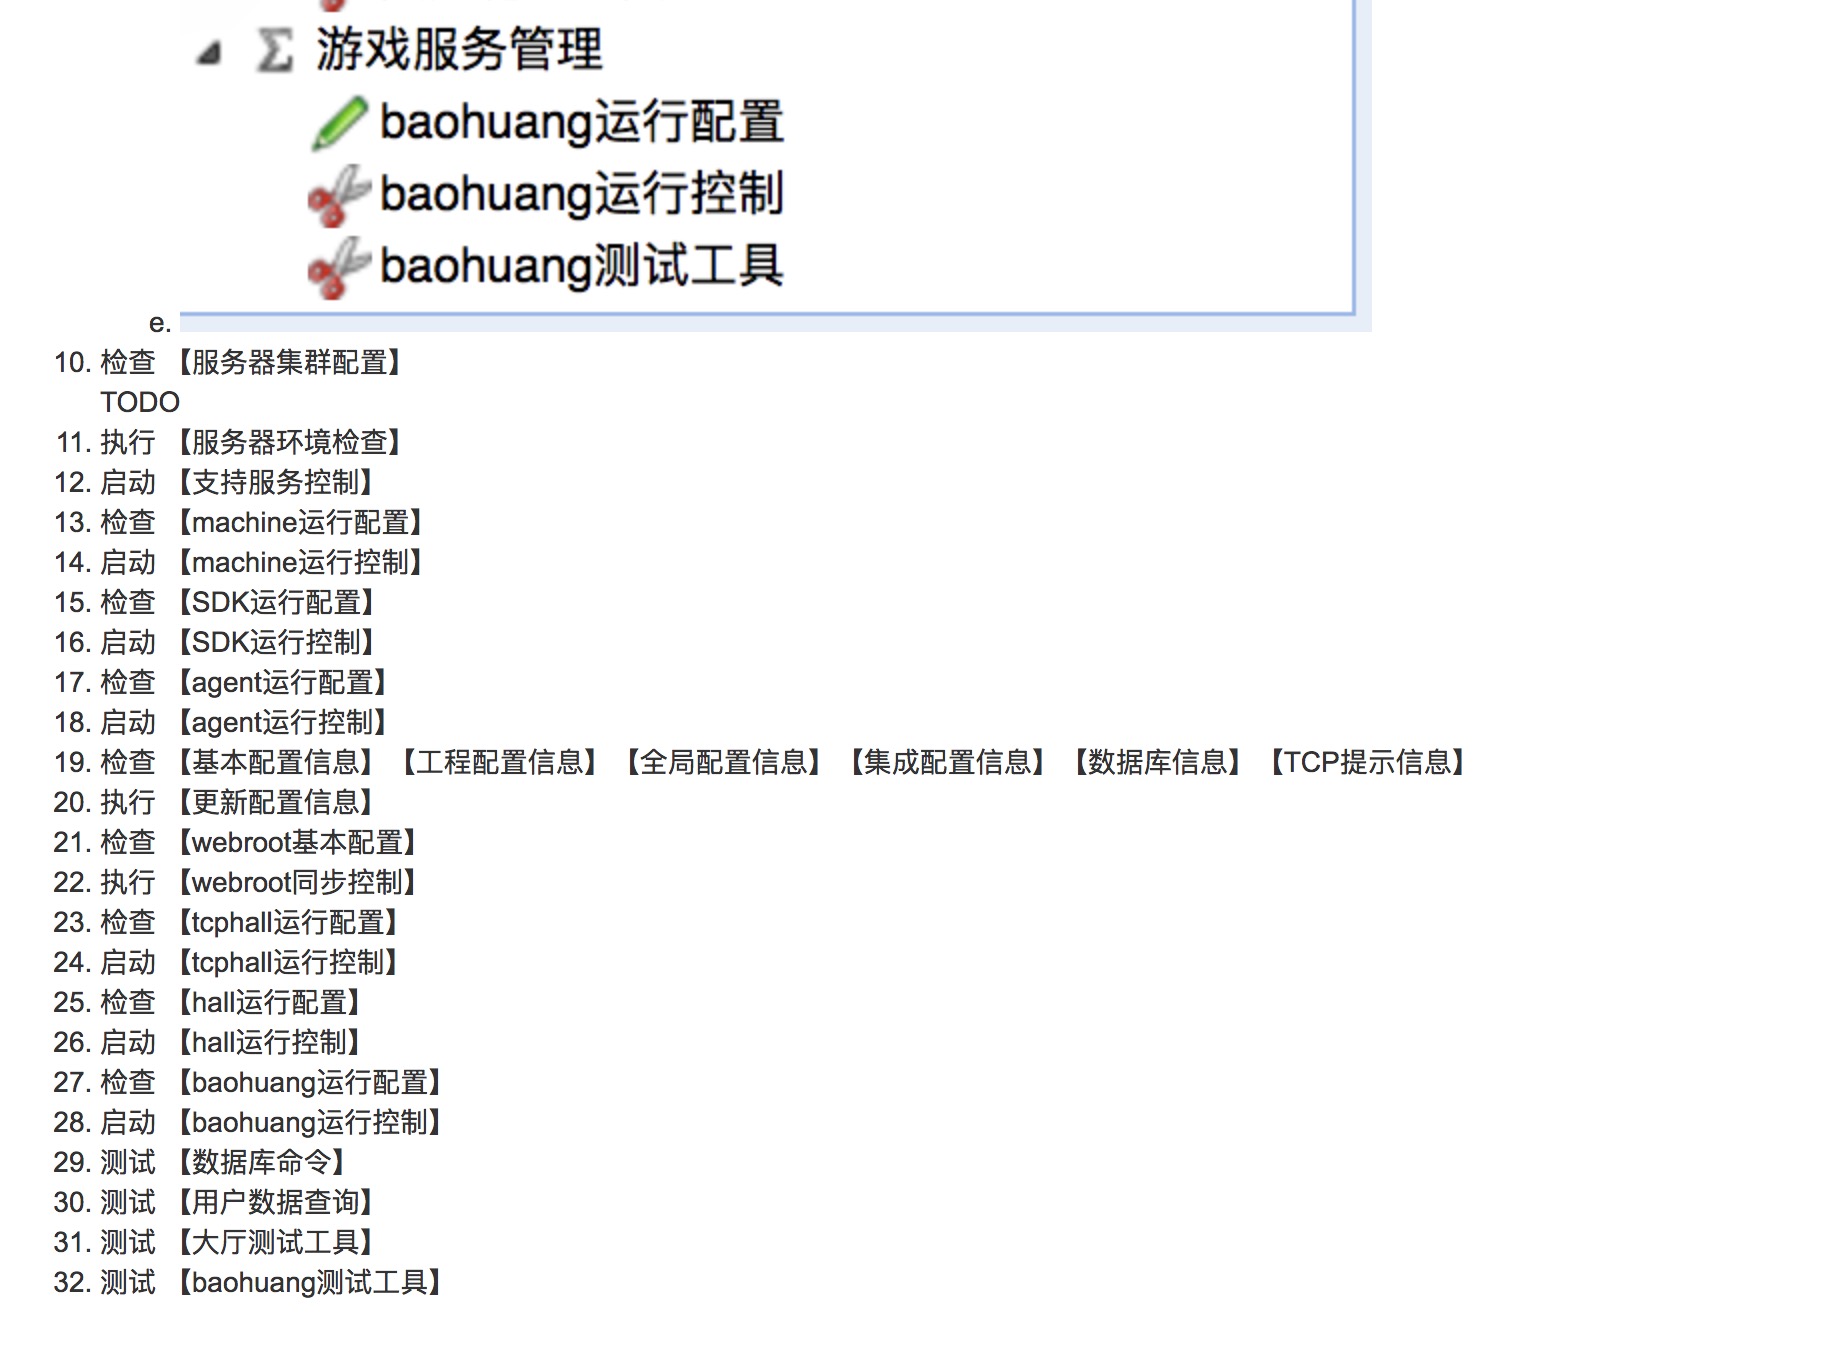 游戏服务管理
baohuang运行配置
baohuang运行控制
baohuang测试工具
e.
10. 检查 【服务器集群配置】
TODO
11. 执行 【服务器环境检查】
12. 启动 【支持服务控制】
13. 检查 【machine运行配置】
14. 启动 【machine运行控制】
15. 检查 【SDK运行配置】
16. 启动 【SDK运行控制】
17. 检查 【agent运行配置】
18. 启动 【agent运行控制】
19. 检查 【基本配置信息】 【工程配置信息】 【全局配置信息】 【集成配置信息】 【数据库信息】 【TCP提示信息】
20. 执行 【更新配置信息】
21. 检查 【webroot基本配置】
22. 执行 【webroot同步控制】
23. 检查 【tcphall运行配置】
24. 启动 【tcphall运行控制】
25. 检查 【hall运行配置】
26. 启动 【hall运行控制】
27. 检查 【baohuang运行配置】
28. 启动 【baohuang运行控制】
29. 测试 【数据库命令】
30. 测试 【用户数据查询】
31. 测试 【大厅测试工具】
32. 测试 【baohuang测试工具】